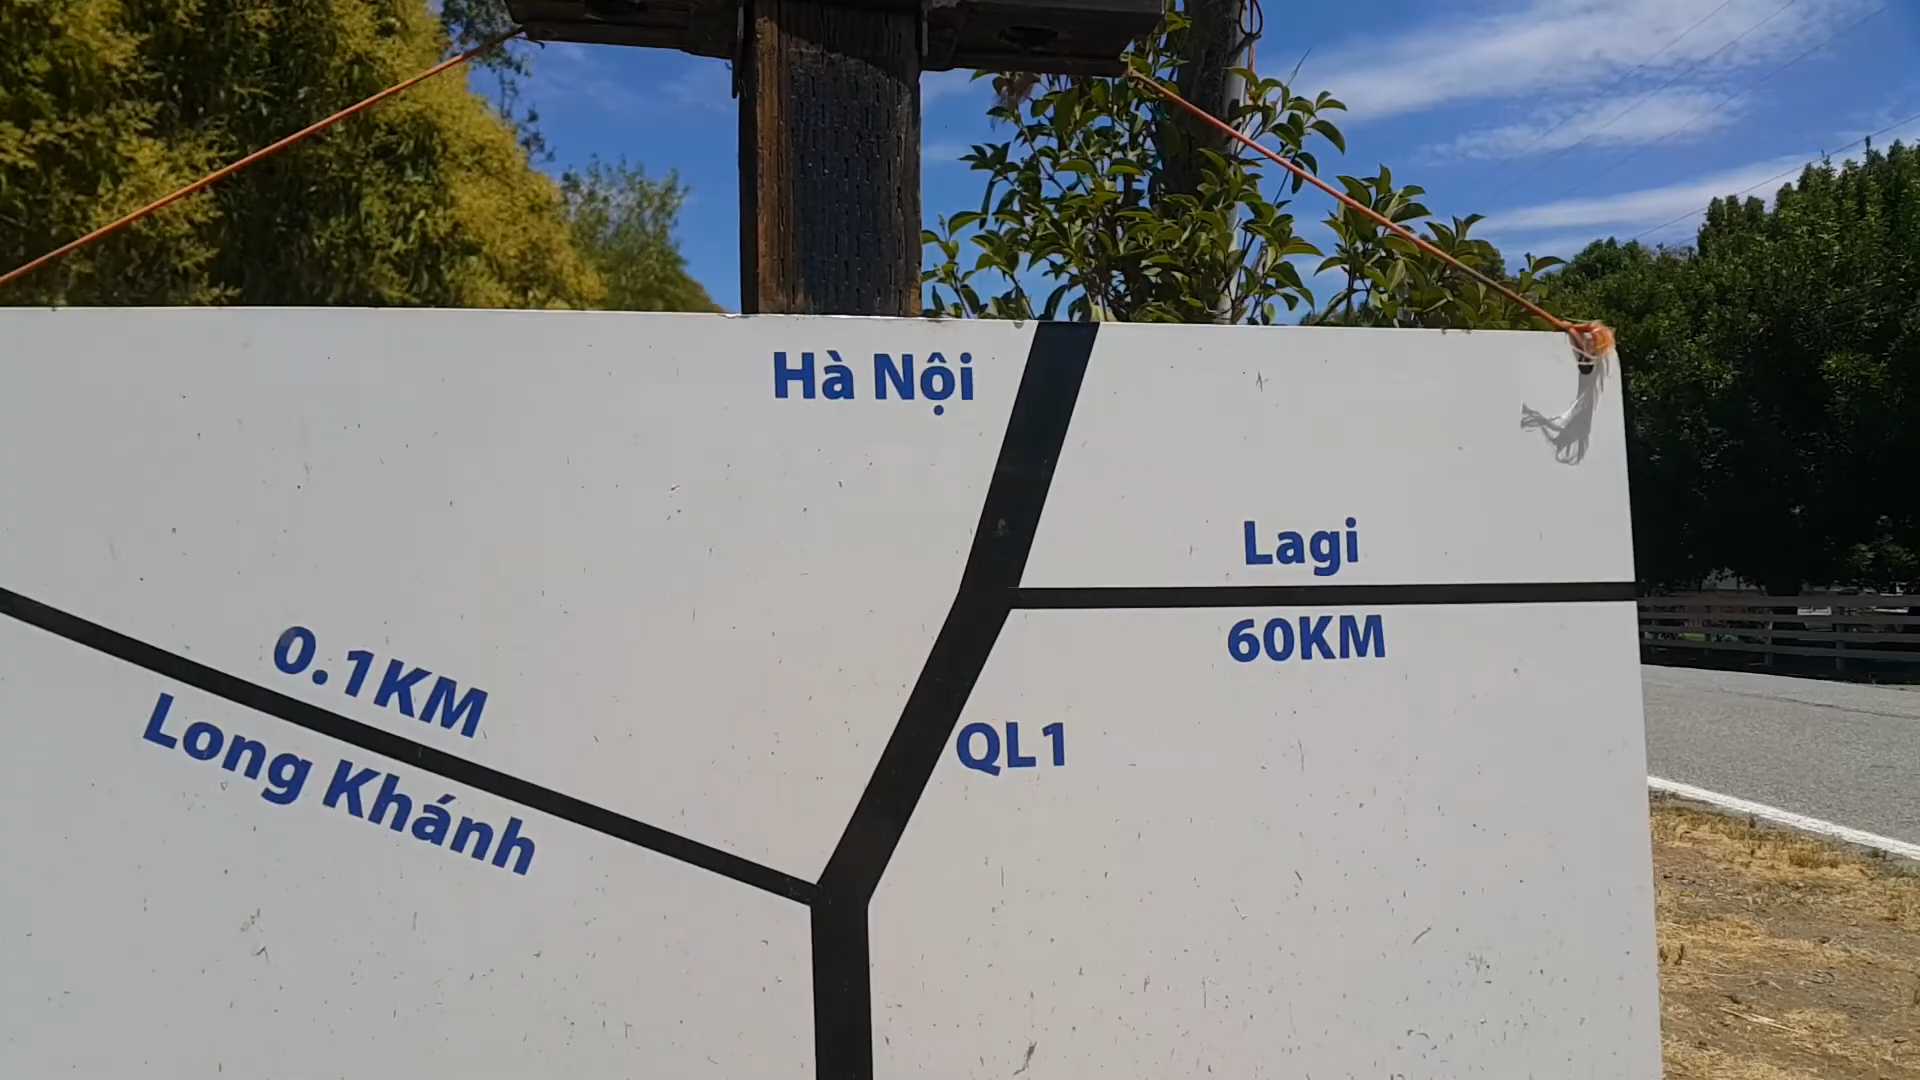 Hà Nội
Lagi
60KM
0.1KM
Long Khánh
QL1